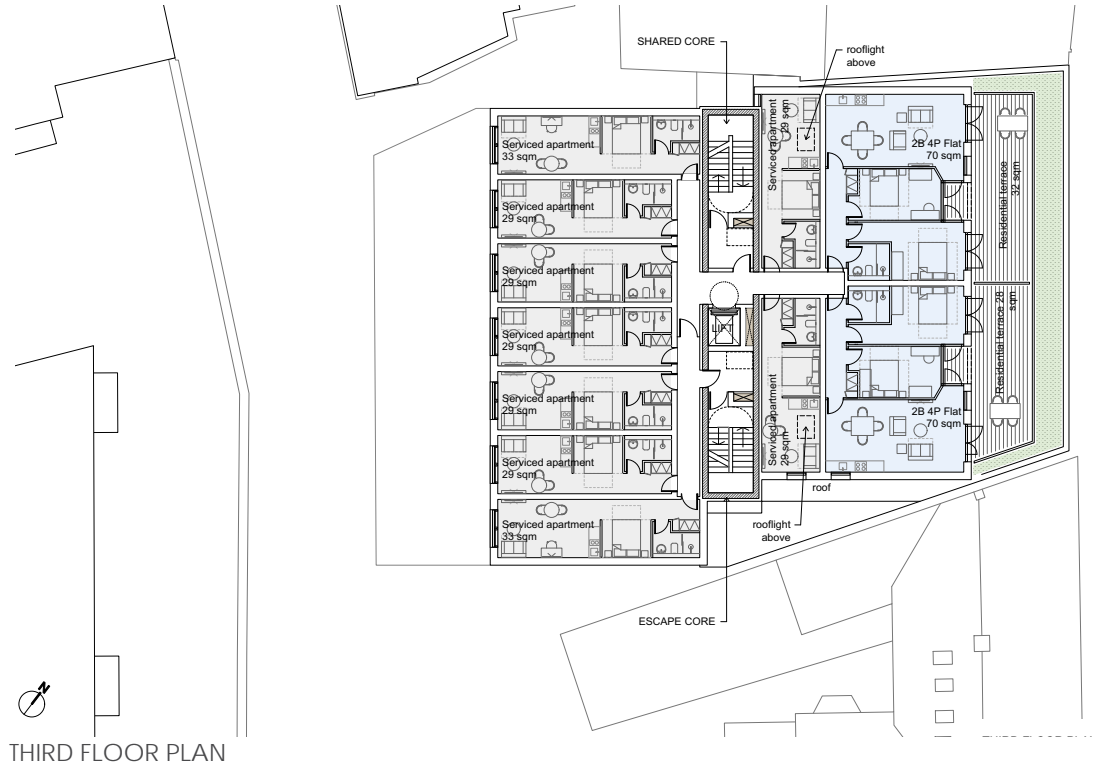 SHARED CORE
rooflight
above
Serviced apartment
33 sqm
Serviced apartment
29 sqm
Serviced apartment
29 sqm
Serviced apartment
29 sqm
Serviced apartment
29 sqm
Serviced apartment
29 sqm
Serviced apartment
33 sqm
Serviced apartment
29 sqm
2B 4P Flat
70 sqm
Residential terrace
32 sqm
LIFT
Serviced apartment
29 sqm
2B 4P Flat
70 sqm
Residential terrace 28
sqm
roof
rooflight
above
ESCAPE CORE
N
THIRD FLOOR PLAN